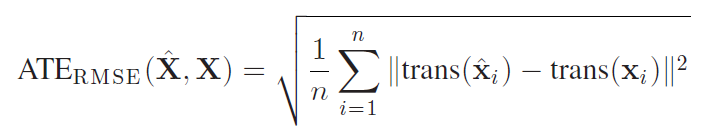 ATE_RMSE(X̂, X) = √(1/n ∑_{i=1}^{n} ‖trans(x̂_i) − trans(x_i)‖²)